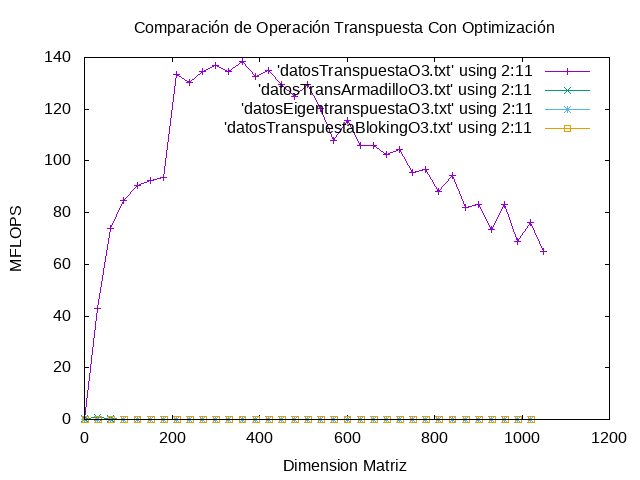 Comparación de Operación Transpuesta Con Optimización
'datosTranspuestaO3.txt' using 2:11
'datosTransArmadilloO3.txt' using 2:11
'datosEigentranspuestaO3.txt' using 2:11
'datosTranspuestaBlokingO3.txt' using 2:11
MFLOPS
140
120
100
80
60
40
20
0
0 200 400 600 800 1000 1200
Dimension Matriz